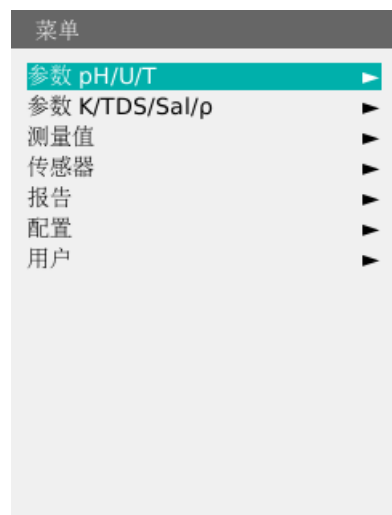 菜单
参数 pH/U/T
参数 K/TDS/Sal/ρ
测量值
传感器
报告
配置
用户